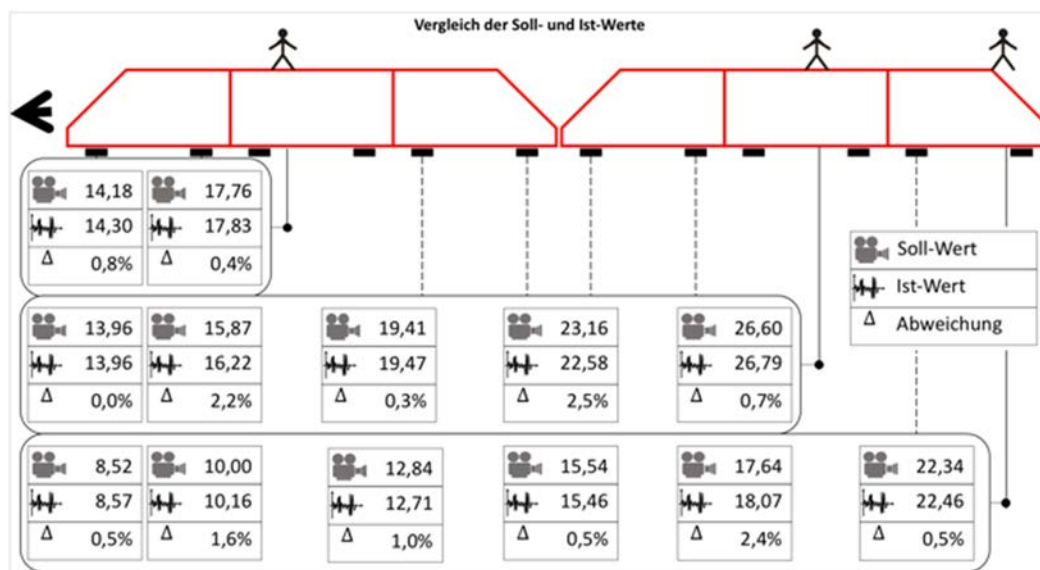 Vergleich der Soll- und Ist-Werte
14,18 17,76
14,30 17,83
Δ 0,8% Δ 0,4%
Soll-Wert
Ist-Wert
Δ Abweichung
13,96 15,87 19,41 23,16 26,60
13,96 16,22 19,47 22,58 26,79
Δ 0,0% Δ 2,2% Δ 0,3% Δ 2,5% Δ 0,7%
8,52 10,00 12,84 15,54 17,64 22,34
8,57 10,16 12,71 15,46 18,07 22,46
Δ 0,5% Δ 1,6% Δ 1,0% Δ 0,5% Δ 2,4% Δ 0,5%